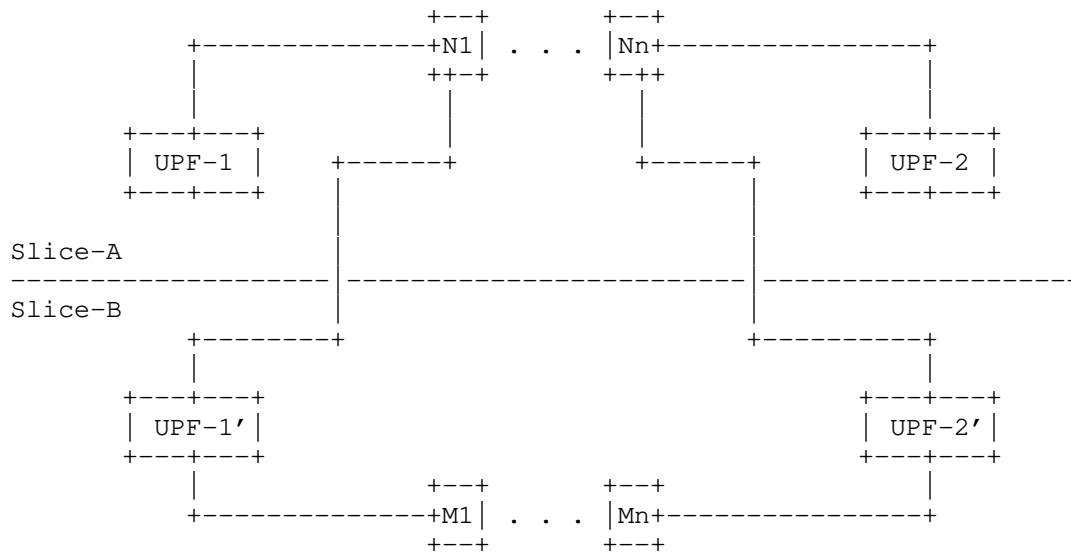 N1 . . . Nn
UPF-1 UPF-2
Slice-A
Slice-B
UPF-1’ UPF-2’
M1 . . . Mn